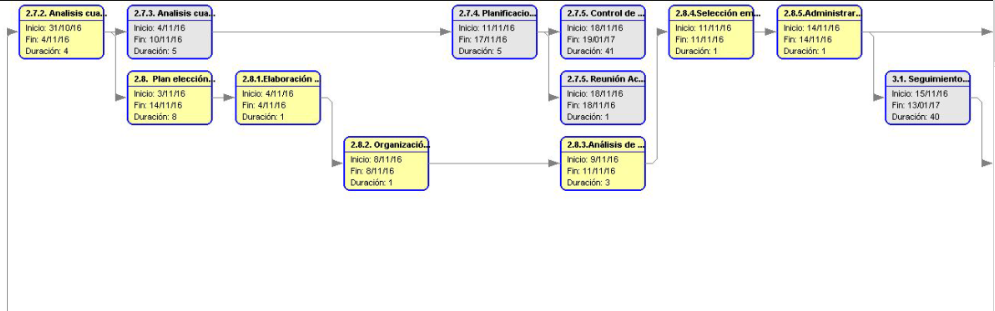 2.7.2. Analisis cua...
Inicio: 31/10/16
Fin: 4/11/16
Duración: 4
2.7.3. Analisis cua...
Inicio: 4/11/16
Fin: 10/11/16
Duración: 5
2.7.4. Planificacio...
Inicio: 11/11/16
Fin: 17/11/16
Duración: 5
2.7.5. Control de ...
Inicio: 18/11/16
Fin: 19/01/17
Duración: 41
2.8.4.Selección em...
Inicio: 11/11/16
Fin: 11/11/16
Duración: 1
2.8.5.Administrar...
Inicio: 14/11/16
Fin: 14/11/16
Duración: 1
2.8. Plan elección...
Inicio: 3/11/16
Fin: 14/11/16
Duración: 8
2.8.1.Elaboración ...
Inicio: 4/11/16
Fin: 4/11/16
Duración: 1
2.7.5. Reunión Ac...
Inicio: 18/11/16
Fin: 18/11/16
Duración: 1
3.1. Seguimiento...
Inicio: 15/11/16
Fin: 13/01/17
Duración: 40
2.8.2. Organizació...
Inicio: 8/11/16
Fin: 8/11/16
Duración: 1
2.8.3.Análisis de ...
Inicio: 9/11/16
Fin: 11/11/16
Duración: 3